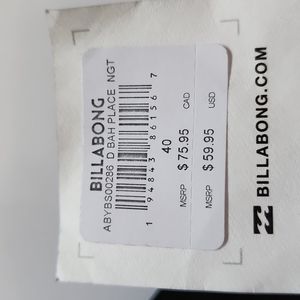 BILLABONG
ABYBS00286 D BAH PLACE NGT
1 94843 86156 7
40
MSRP $75.95 CAD
MSRP $59.95 USD
BILLABONG.COM